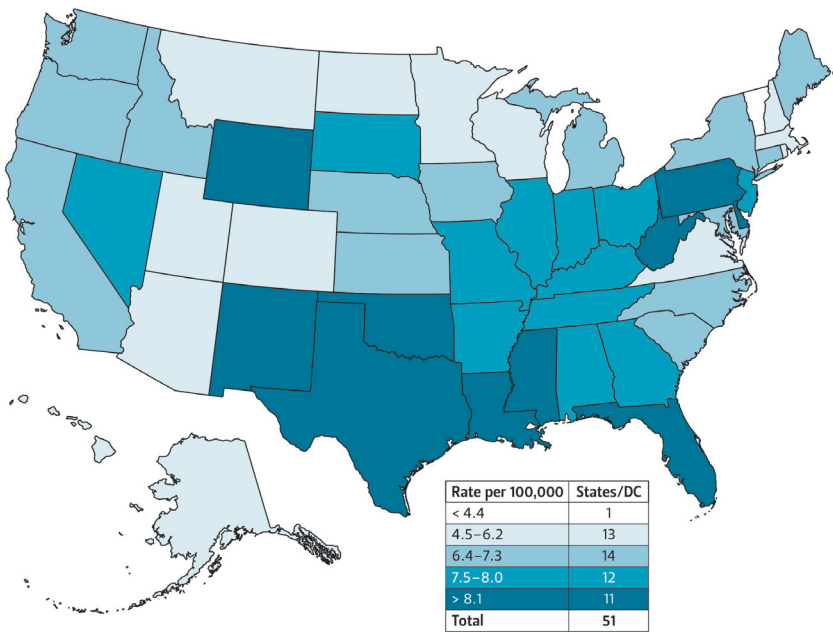 Rate per 100,000 States/DC
< 4.4 1
4.5–6.2 13
6.4–7.3 14
7.5–8.0 12
> 8.1 11
Total 51